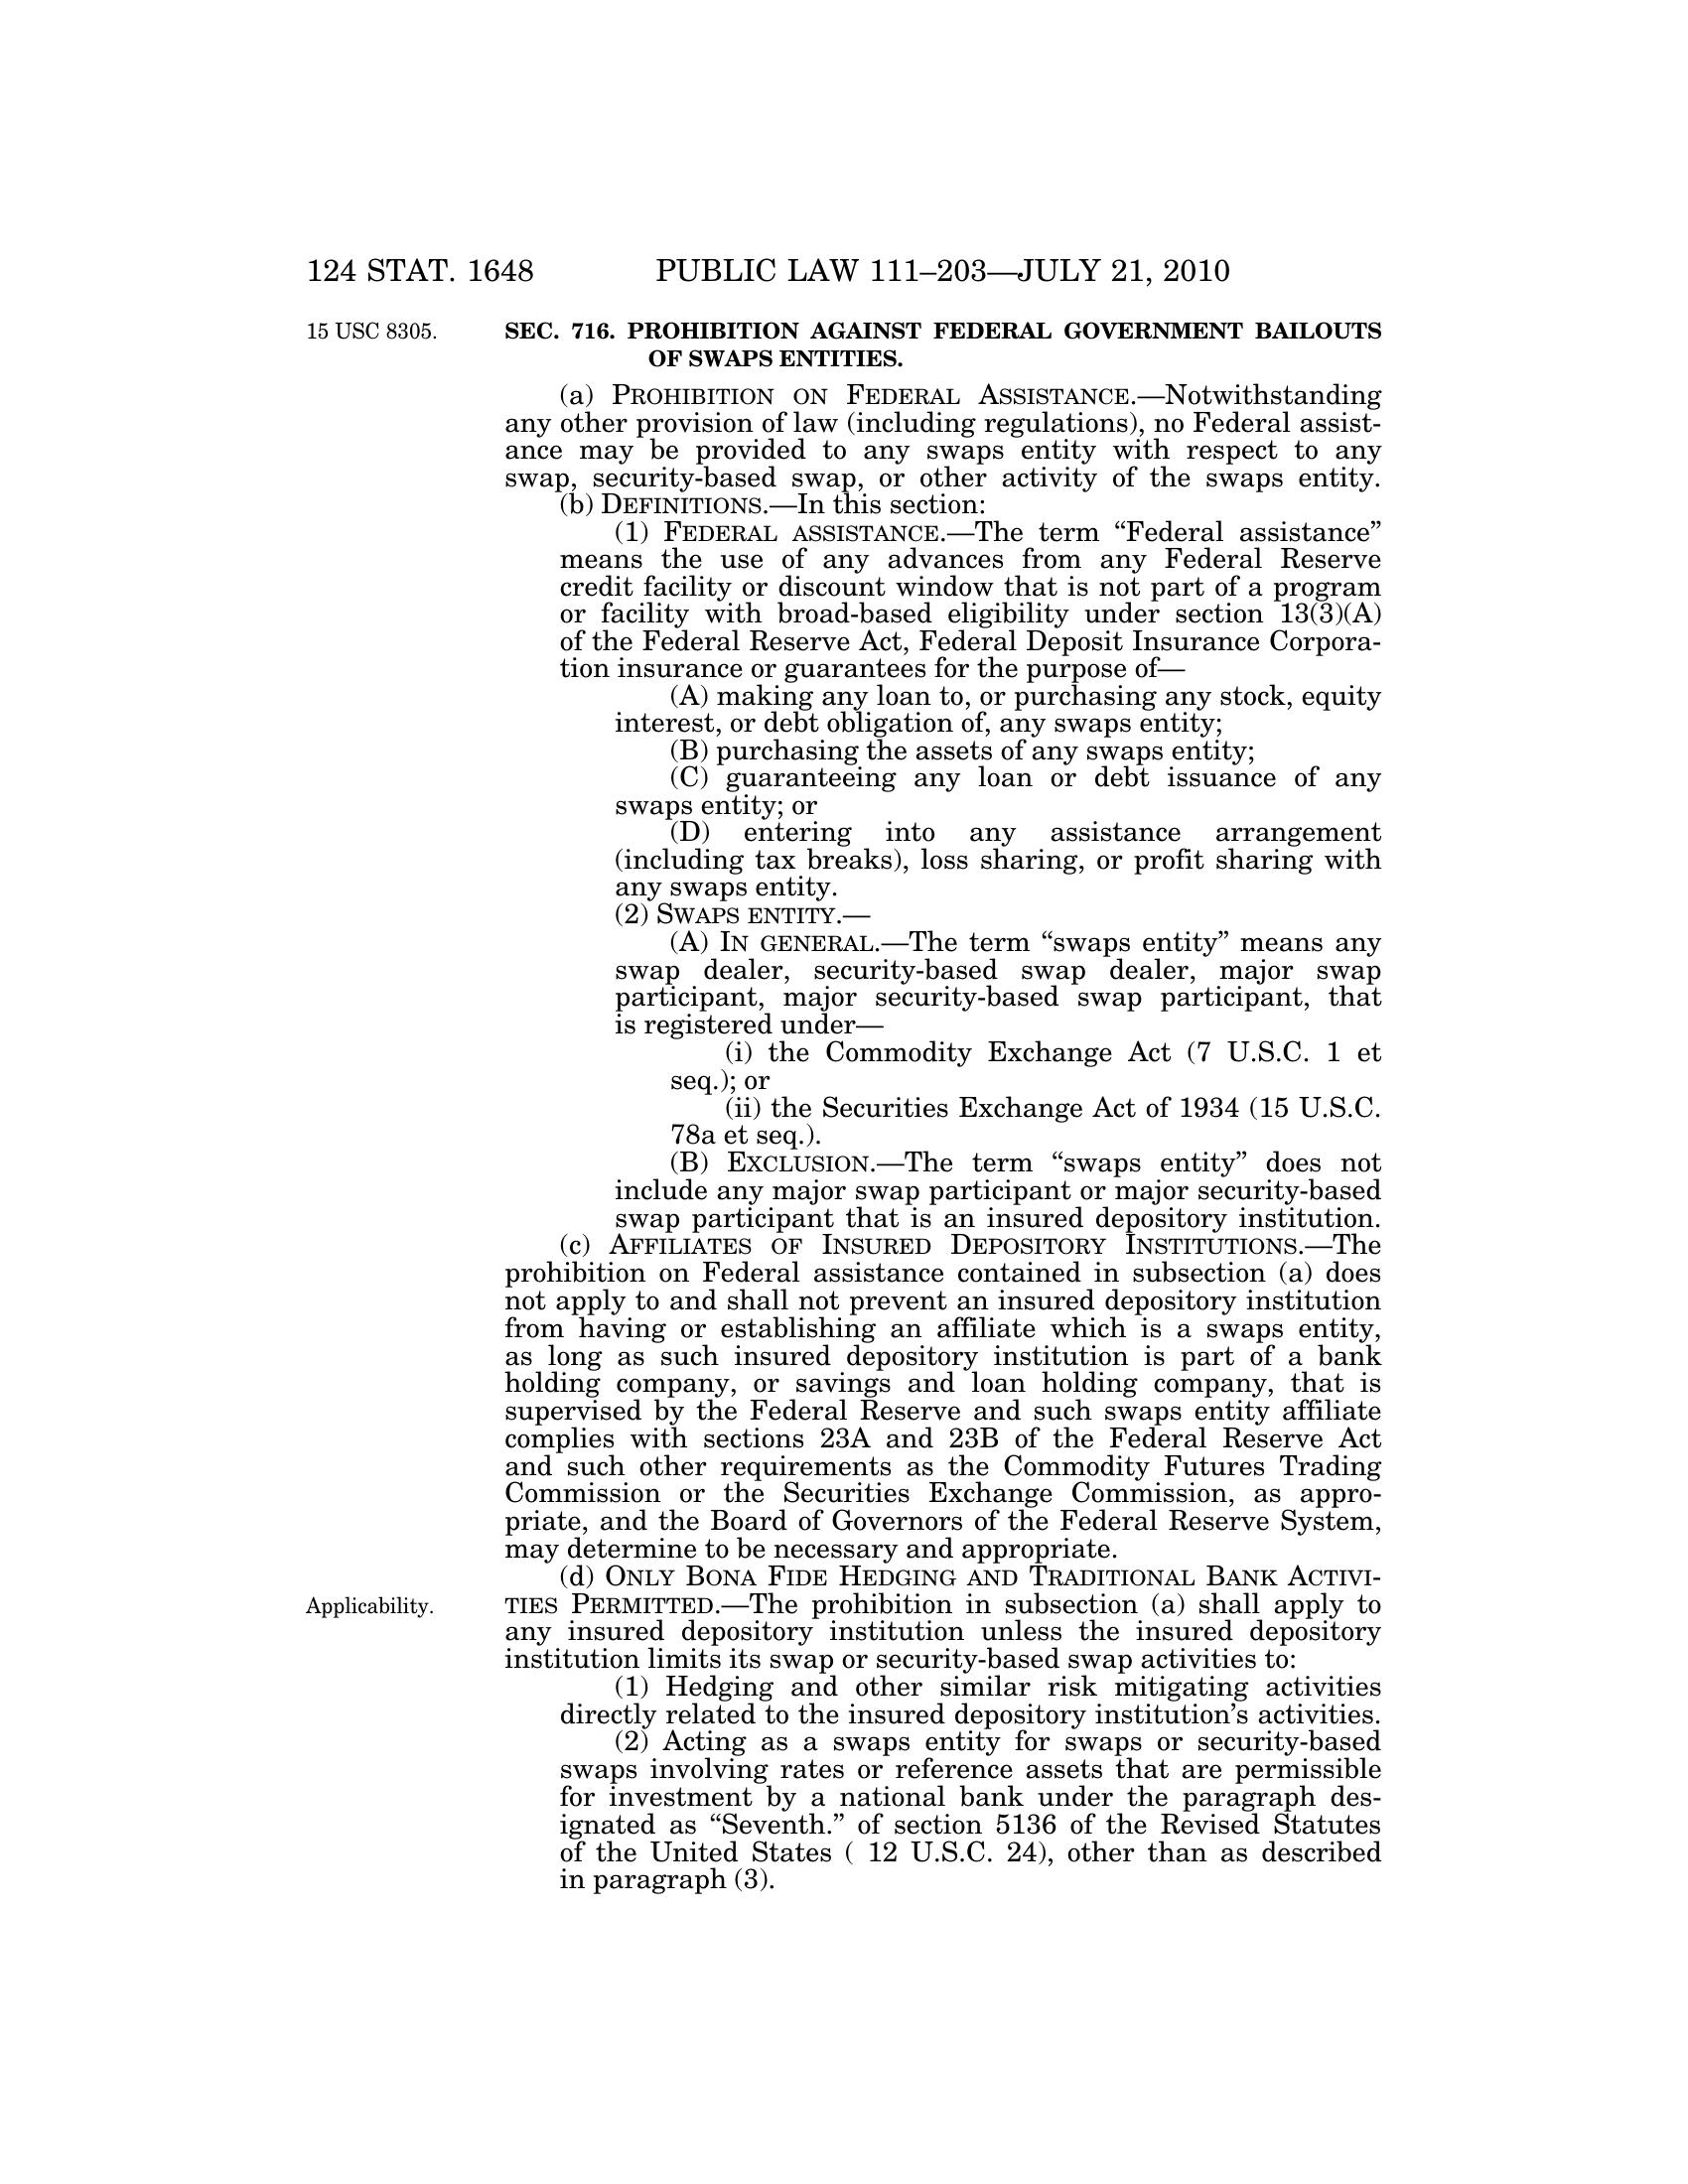 124 STAT. 1648 PUBLIC LAW 111–203—JULY 21, 2010
15 USC 8305.
SEC. 716. PROHIBITION AGAINST FEDERAL GOVERNMENT BAILOUTS
OF SWAPS ENTITIES.
(a) PROHIBITION ON FEDERAL ASSISTANCE.—Notwithstanding
any other provision of law (including regulations), no Federal assist-
ance may be provided to any swaps entity with respect to any
swap, security-based swap, or other activity of the swaps entity.
(b) DEFINITIONS.—In this section:
(1) FEDERAL ASSISTANCE.—The term “Federal assistance”
means the use of any advances from any Federal Reserve
credit facility or discount window that is not part of a program
or facility with broad-based eligibility under section 13(3)(A)
of the Federal Reserve Act, Federal Deposit Insurance Corpora-
tion insurance or guarantees for the purpose of—
(A) making any loan to, or purchasing any stock, equity
interest, or debt obligation of, any swaps entity;
(B) purchasing the assets of any swaps entity;
(C) guaranteeing any loan or debt issuance of any
swaps entity; or
(D) entering into any assistance arrangement
(including tax breaks), loss sharing, or profit sharing with
any swaps entity.
(2) SWAPS ENTITY.—
(A) IN GENERAL.—The term “swaps entity” means any
swap dealer, security-based swap dealer, major swap
participant, major security-based swap participant, that
is registered under—
(i) the Commodity Exchange Act (7 U.S.C. 1 et
seq.); or
(ii) the Securities Exchange Act of 1934 (15 U.S.C.
78a et seq.).
(B) EXCLUSION.—The term “swaps entity” does not
include any major swap participant or major security-based
swap participant that is an insured depository institution.
(c) AFFILIATES OF INSURED DEPOSITORY INSTITUTIONS.—The
prohibition on Federal assistance contained in subsection (a) does
not apply to and shall not prevent an insured depository institution
from having or establishing an affiliate which is a swaps entity,
as long as such insured depository institution is part of a bank
holding company, or savings and loan holding company, that is
supervised by the Federal Reserve and such swaps entity affiliate
complies with sections 23A and 23B of the Federal Reserve Act
and such other requirements as the Commodity Futures Trading
Commission or the Securities Exchange Commission, as appro-
priate, and the Board of Governors of the Federal Reserve System,
may determine to be necessary and appropriate.
(d) ONLY BONA FIDE HEDGING AND TRADITIONAL BANK ACTIVI-
Applicability.
TIES PERMITTED.—The prohibition in subsection (a) shall apply to
any insured depository institution unless the insured depository
institution limits its swap or security-based swap activities to:
(1) Hedging and other similar risk mitigating activities
directly related to the insured depository institution’s activities.
(2) Acting as a swaps entity for swaps or security-based
swaps involving rates or reference assets that are permissible
for investment by a national bank under the paragraph des-
ignated as “Seventh.” of section 5136 of the Revised Statutes
of the United States ( 12 U.S.C. 24), other than as described
in paragraph (3).